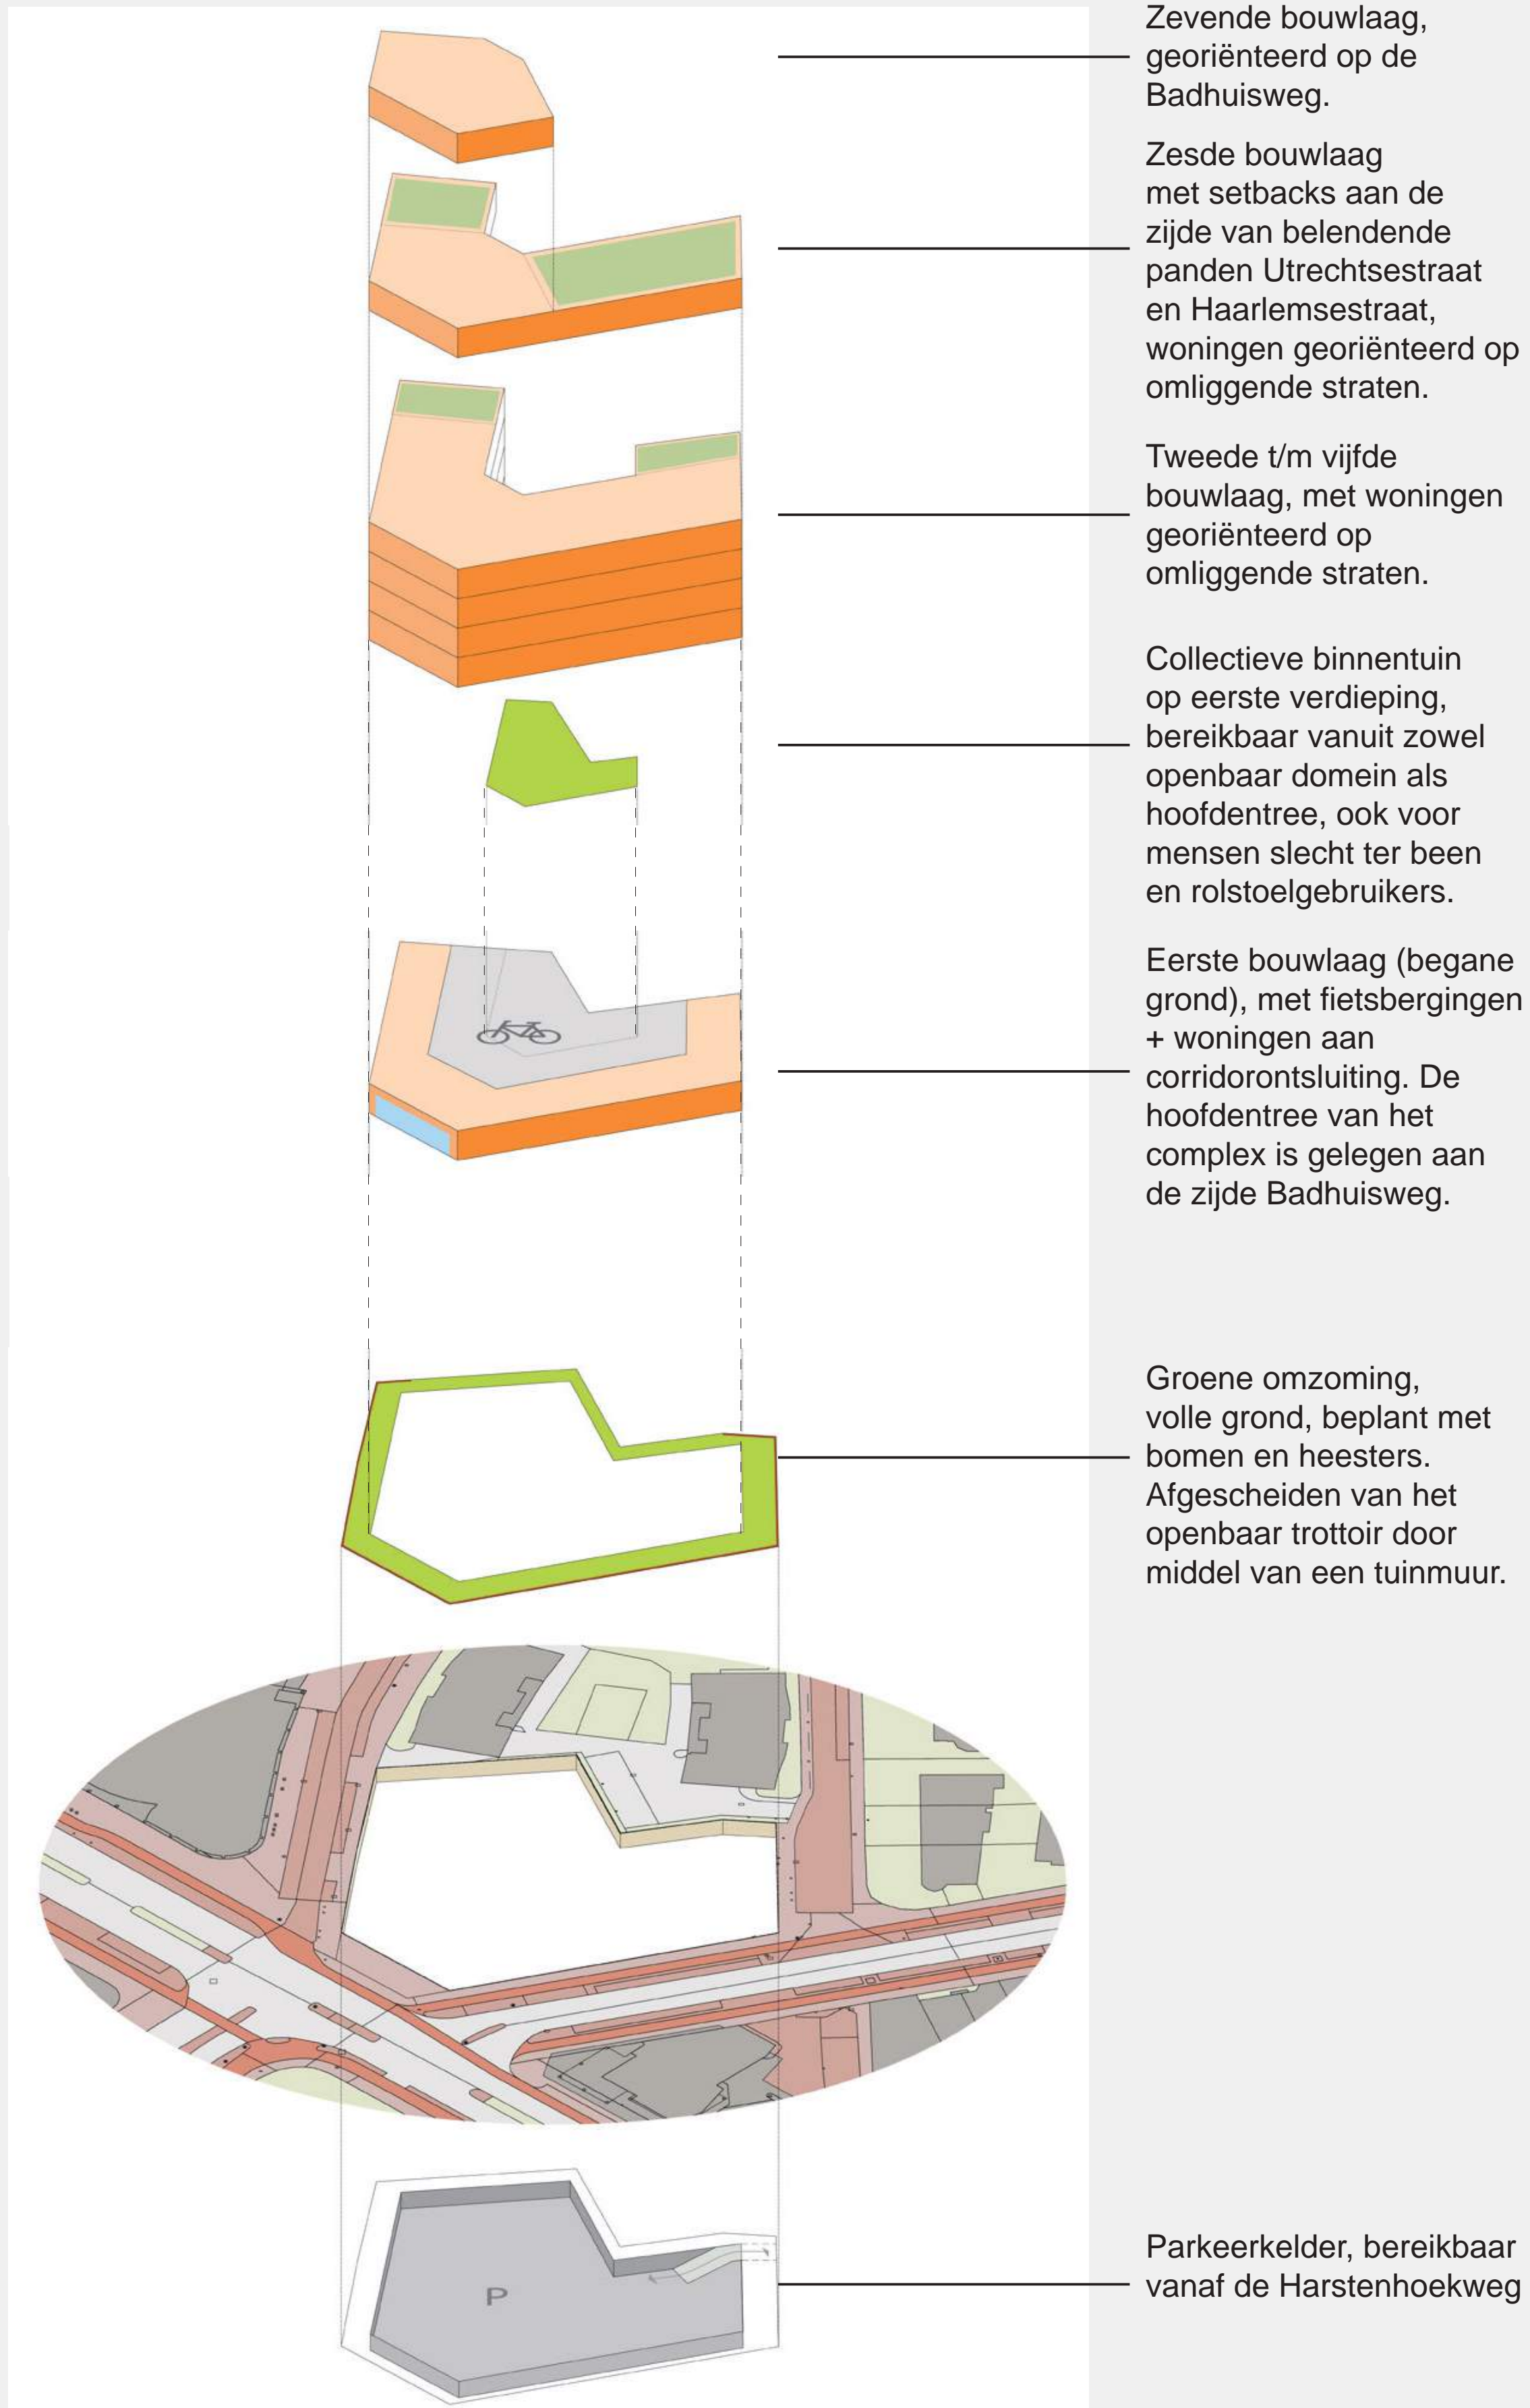 Zevende bouwlaag,
georiënteerd op de
Badhuisweg.
Zesde bouwlaag
met setbacks aan de
zijde van belendende
panden Utrechtsestraat
en Haarlemsestraat,
woningen georiënteerd op
omliggende straten.
Tweede t/m vijfde
bouwlaag, met woningen
georiënteerd op
omliggende straten.
Collectieve binnentuin
op eerste verdieping,
bereikbaar vanuit zowel
openbaar domein als
hoofdentree, ook voor
mensen slecht ter been
en rolstoelgebruikers.
Eerste bouwlaag (begane
grond), met fietsbergingen
+ woningen aan
corridorontsluiting. De
hoofdentree van het
complex is gelegen aan
de zijde Badhuisweg.
Groene omzoming,
volle grond, beplant met
bomen en heesters.
Afgescheiden van het
openbaar trottoir door
middel van een tuinmuur.
P
Parkeerkelder, bereikbaar
vanaf de Harstenhoekweg